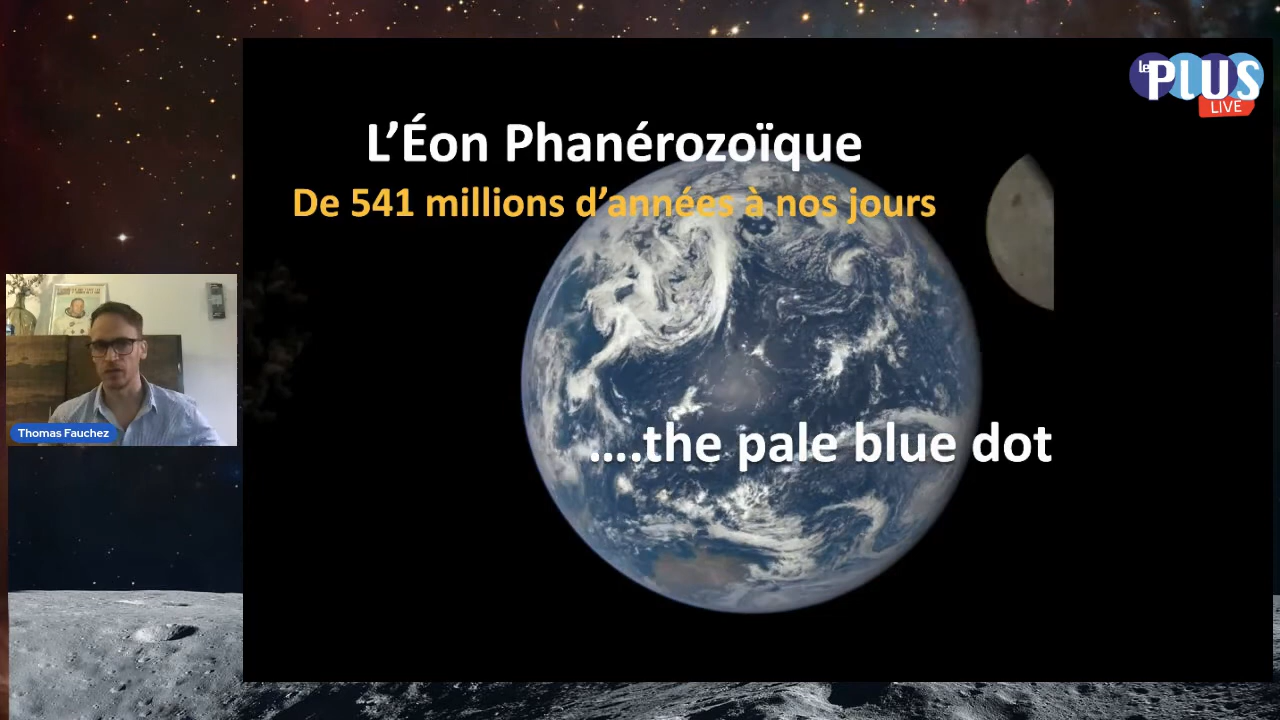 le PLUS
LIVE
L'Éon Phanérozoïque
De 541 millions d'années à nos jours
....the pale blue dot
Thomas Fauchez